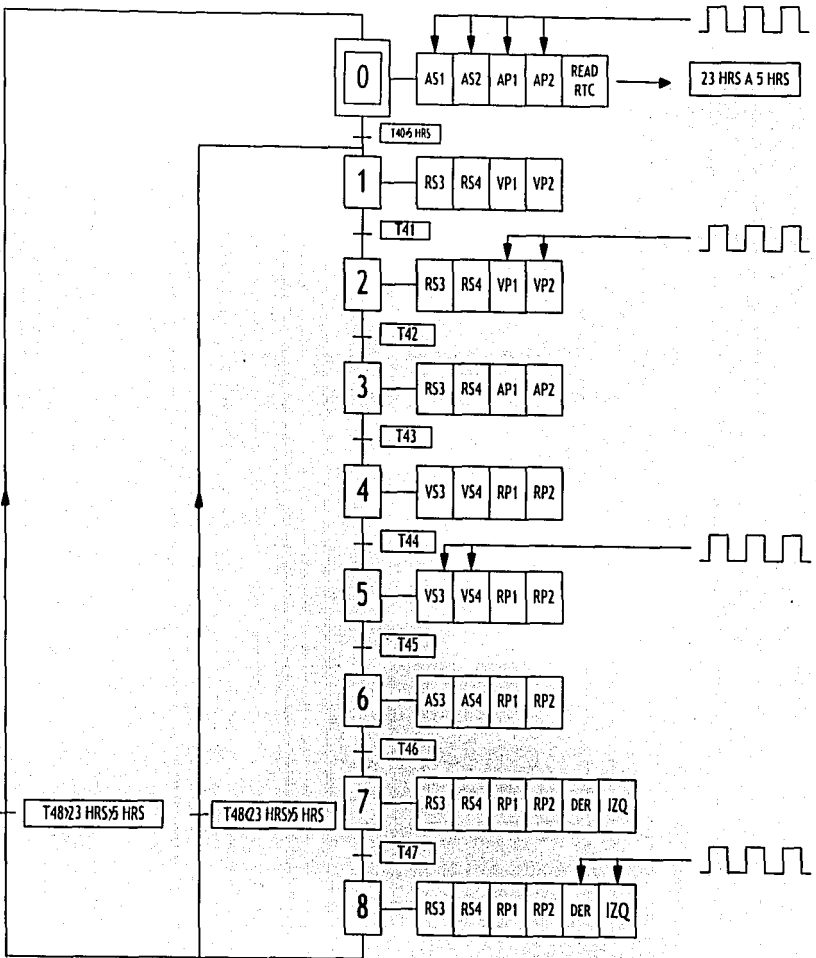 0 AS1 AS2 AP1 AP2 READ RTC 23 HRS A 5 HRS
1 RS3 RS4 VP1 VP2
T41
2 RS3 RS4 VP1 VP2
T42
3 RS3 RS4 AP1 AP2
T43
4 VS3 VS4 RP1 RP2
T44
5 VS3 VS4 RP1 RP2
T45
6 AS3 AS4 RP1 RP2
T46
T48>23 HRS>5 HRS T48<23 HRS>5 HRS 7 RS3 RS4 RP1 RP2 DER IZQ
T47
8 RS3 RS4 RP1 RP2 DER IZQ